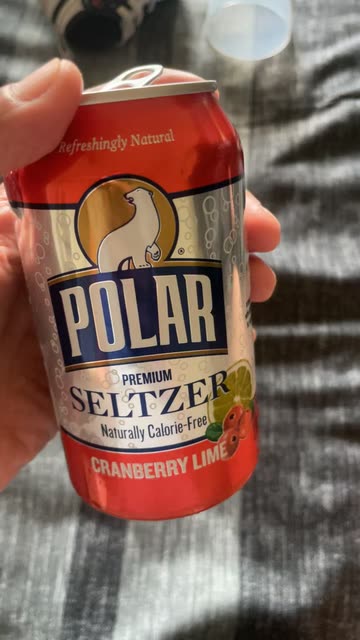 Refreshingly Natural
®
POLAR
PREMIUM
SELTZER
Naturally Calorie-Free
CRANBERRY LIME